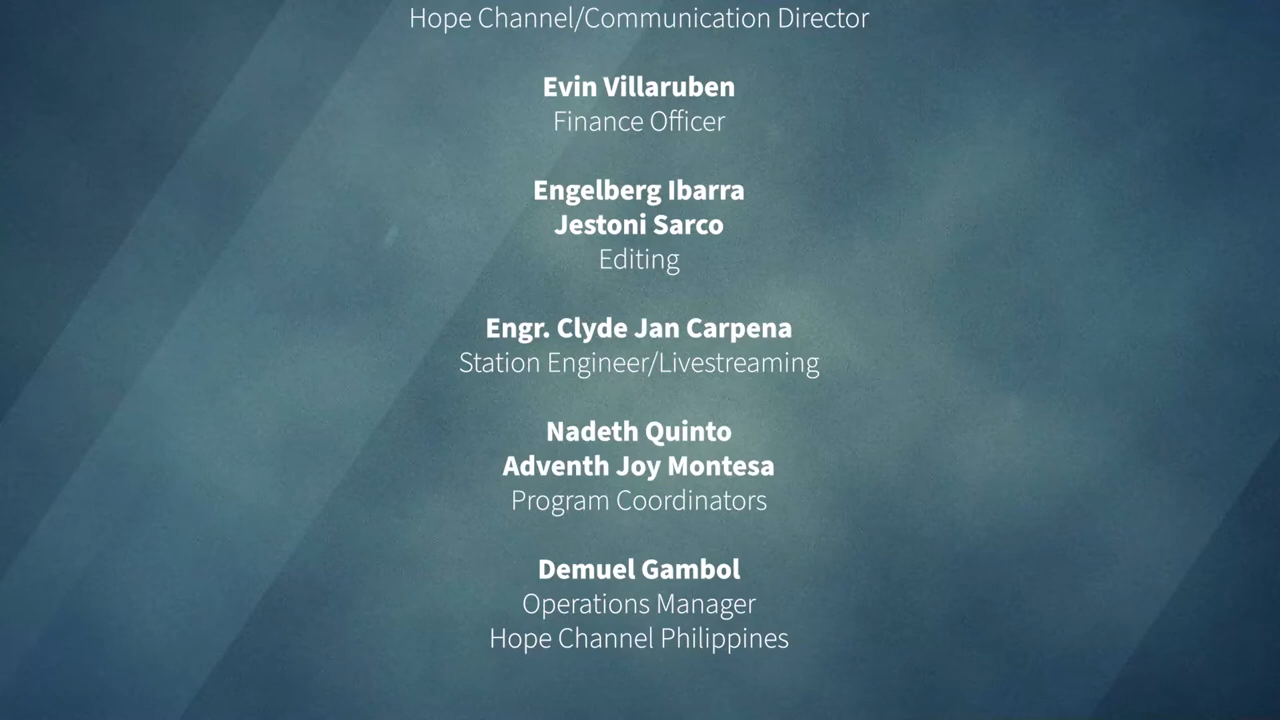 Hope Channel/Communication Director
Evin Villaruben
Finance Officer
Engelberg Ibarra
Jestoni Sarco
Editing
Engr. Clyde Jan Carpena
Station Engineer/Livestreaming
Nadeth Quinto
Adventh Joy Montesa
Program Coordinators
Demuel Gambol
Operations Manager
Hope Channel Philippines